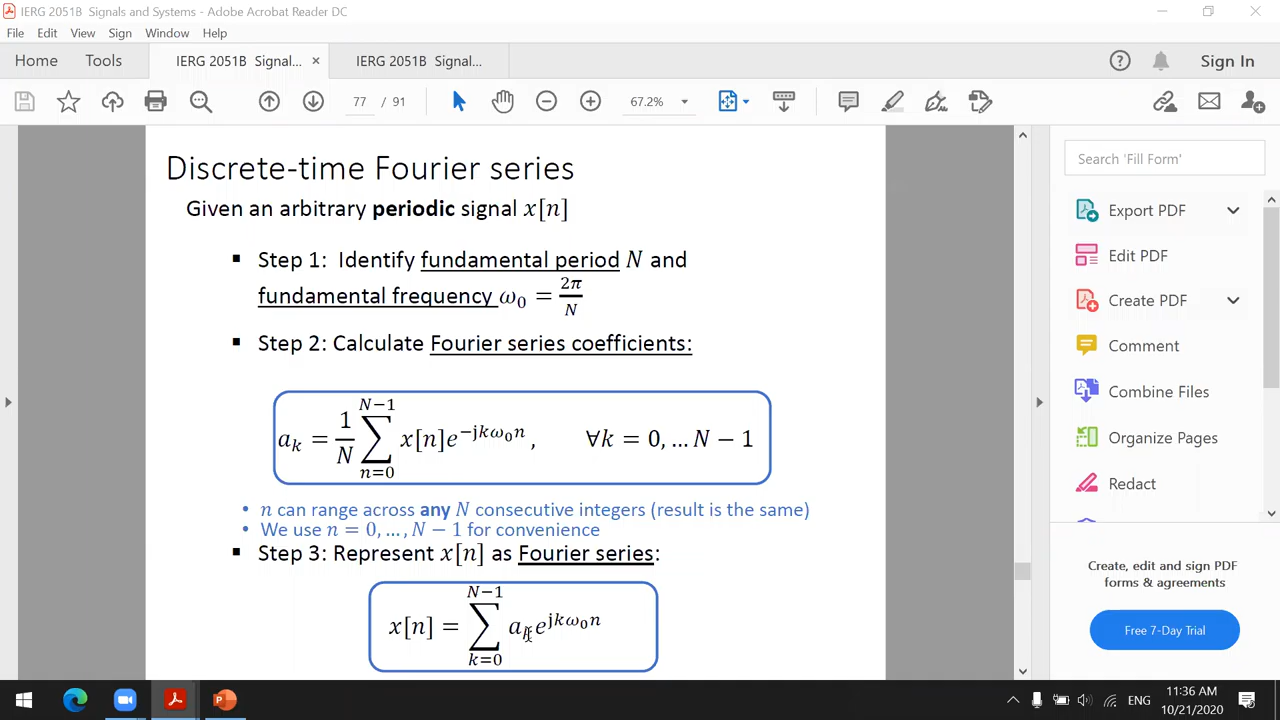 IERG 2051B Signals and Systems - Adobe Acrobat Reader DC
File Edit View Sign Window Help
Home Tools IERG 2051B Signal... × IERG 2051B Signal... ? Sign In
77 / 91 67.2%
Discrete-time Fourier series
Given an arbitrary periodic signal x[n]
▪ Step 1: Identify fundamental period N and
fundamental frequency ω₀ = 2π/N
▪ Step 2: Calculate Fourier series coefficients:
aₖ = 1/N ∑_{n=0}^{N−1} x[n]e^{−jkω₀n} , ∀k = 0, … N − 1
• n can range across any N consecutive integers (result is the same)
• We use n = 0, … , N − 1 for convenience
▪ Step 3: Represent x[n] as Fourier series:
x[n] = ∑_{k=0}^{N−1} aₖe^{jkω₀n}
Search 'Fill Form'
Export PDF
Edit PDF
Create PDF
Comment
Combine Files
Organize Pages
Redact
Create, edit and sign PDF
forms & agreements
Free 7-Day Trial
ENG
11:36 AM
10/21/2020